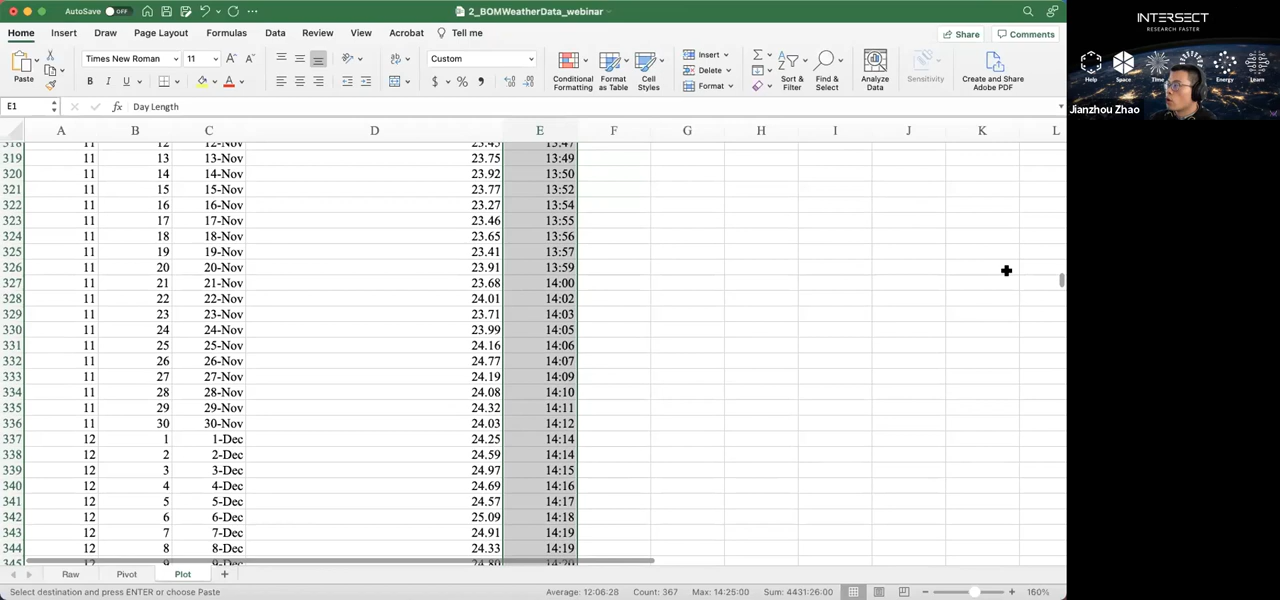 AutoSave OFF 2_BOMWeatherData_webinar
Home Insert Draw Page Layout Formulas Data Review View Acrobat Tell me Share Comments
Paste Times New Roman 11 A A Custom Conditional Formatting Format as Table Cell Styles Insert Delete Format Sort & Filter Find & Select Analyze Data Sensitivity Create and Share Adobe PDF
B I U A $ % 9
E1 fx Day Length
A B C D E F G H I J K L
318 11 12 12-Nov 23.45 13:47
319 11 13 13-Nov 23.75 13:49
320 11 14 14-Nov 23.92 13:50
321 11 15 15-Nov 23.77 13:52
322 11 16 16-Nov 23.27 13:54
323 11 17 17-Nov 23.46 13:55
324 11 18 18-Nov 23.65 13:56
325 11 19 19-Nov 23.41 13:57
326 11 20 20-Nov 23.91 13:59
327 11 21 21-Nov 23.68 14:00
328 11 22 22-Nov 24.01 14:02
329 11 23 23-Nov 23.71 14:03
330 11 24 24-Nov 23.99 14:05
331 11 25 25-Nov 24.16 14:06
332 11 26 26-Nov 24.77 14:07
333 11 27 27-Nov 24.19 14:09
334 11 28 28-Nov 24.08 14:10
335 11 29 29-Nov 24.32 14:11
336 11 30 30-Nov 24.03 14:12
337 12 1 1-Dec 24.25 14:14
338 12 2 2-Dec 24.59 14:14
339 12 3 3-Dec 24.97 14:15
340 12 4 4-Dec 24.69 14:16
341 12 5 5-Dec 24.57 14:17
342 12 6 6-Dec 25.09 14:18
343 12 7 7-Dec 24.91 14:19
344 12 8 8-Dec 24.33 14:19
345 12 9 9-Dec 24.80 14:20
Raw Pivot Plot
Select destination and press ENTER or choose Paste Average: 12:06:28 Count: 367 Max: 14:25:00 Sum: 4431:26:00 160%
INTERSECT
RESEARCH FASTER
Help Space Time Energy Learn
Jianzhou Zhao